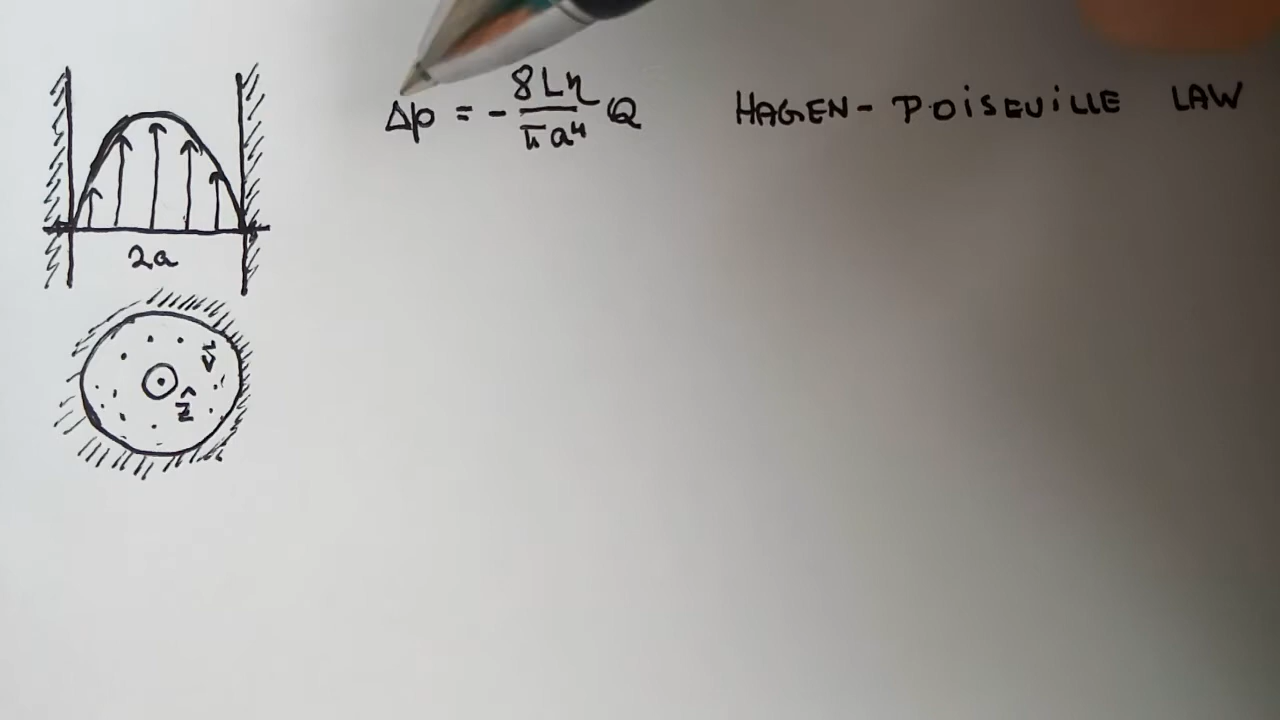 Δp = - 8Lη/πa⁴ Q HAGEN-POISEUILLE LAW
2a
v⃗
ẑ